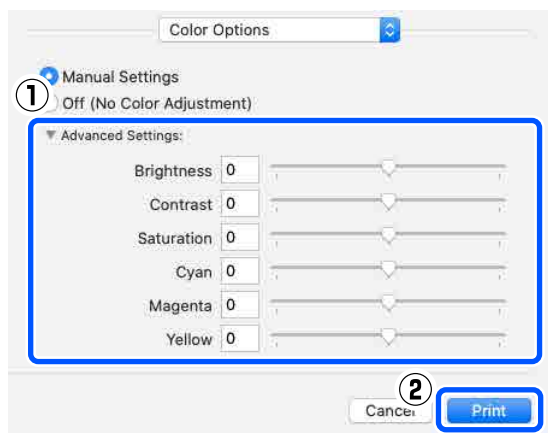 Color Options
Manual Settings
①
Off (No Color Adjustment)
Advanced Settings:
Brightness 0
Contrast 0
Saturation 0
Cyan 0
Magenta 0
Yellow 0
②
Cancel Print